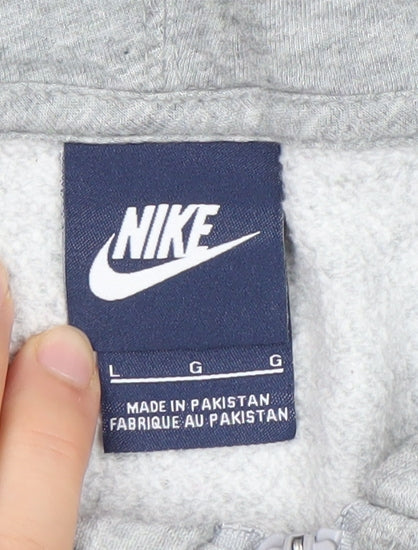 NIKE
L G G
MADE IN PAKISTAN
FABRIQUE AU PAKISTAN